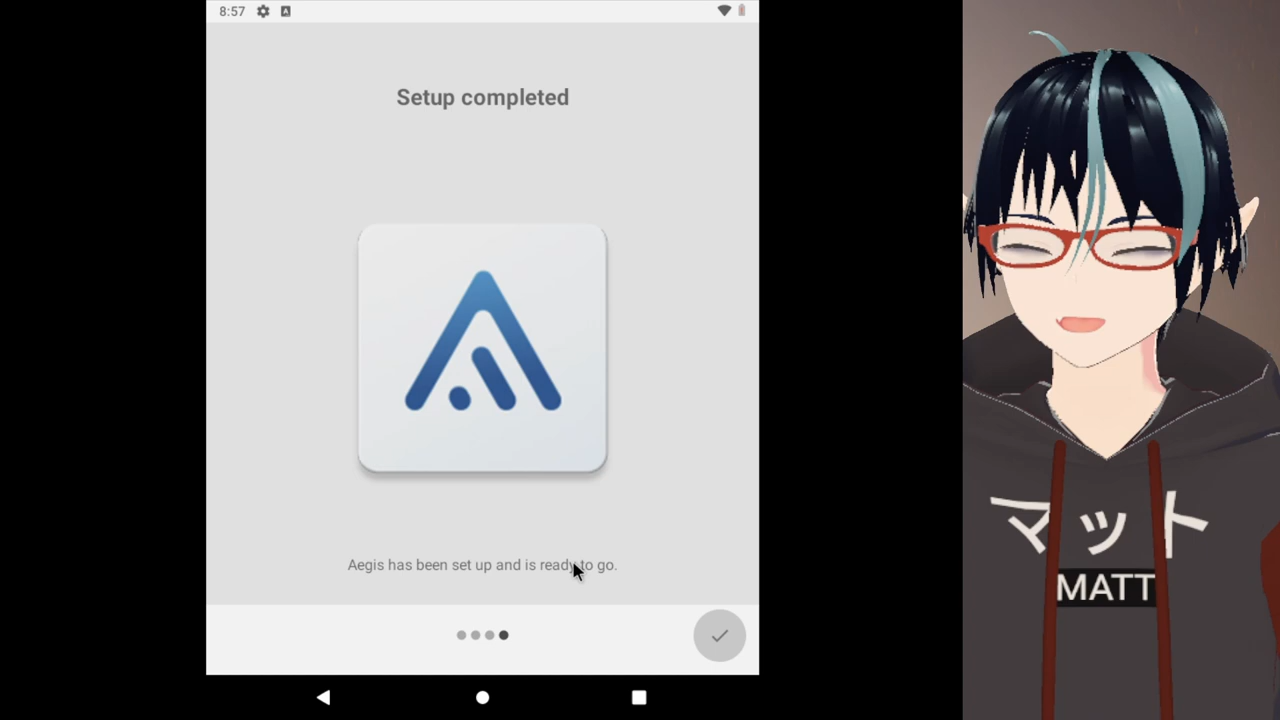 8:57
Setup completed
Aegis has been set up and is ready to go.
マット
MATT